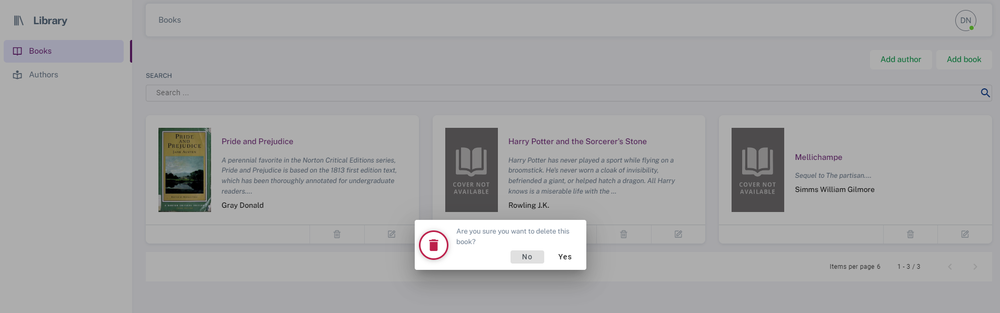 Library
Books
Authors
Books
DN
Add author
Add book
SEARCH
Search ...
PRIDE
AND
PREJUDICE
JANE AUSTEN
Pride and Prejudice
A perennial favorite in the Norton Critical Editions series,
Pride and Prejudice is based on the 1813 first edition text,
which has been thoroughly annotated for undergraduate
readers....
Gray Donald
COVER NOT
AVAILABLE
Harry Potter and the Sorcerer's Stone
Harry Potter has never played a sport while flying on a
broomstick. He's never worn a cloak of invisibility,
befriended a giant, or helped hatch a dragon. All Harry
knows is a miserable life with the ...
Rowling J.K.
COVER NOT
AVAILABLE
Mellichampe
Sequel to The partisan....
Simms William Gilmore
Are you sure you want to delete this
book?
No
Yes
Items per page 6
1 - 3 / 3